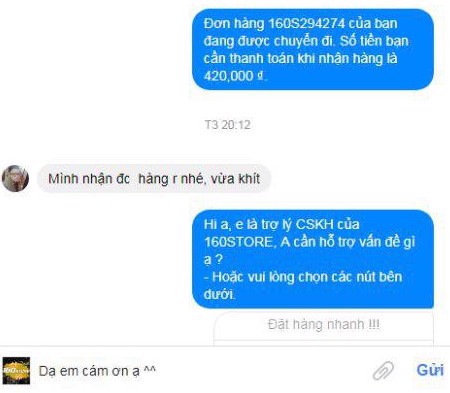 Đơn hàng 160S294274 của bạn
đang được chuyển đi. Số tiền bạn
cần thanh toán khi nhận hàng là
420,000 ₫.
T3 20:12
Mình nhận đc hàng r nhé, vừa khít
Hi a, e là trợ lý CSKH của
160STORE, A cần hỗ trợ vấn đề gì
ạ ?
- Hoặc vui lòng chọn các nút bên
dưới.
Đặt hàng nhanh !!!
Dạ em cám ơn ạ ^^
Gửi